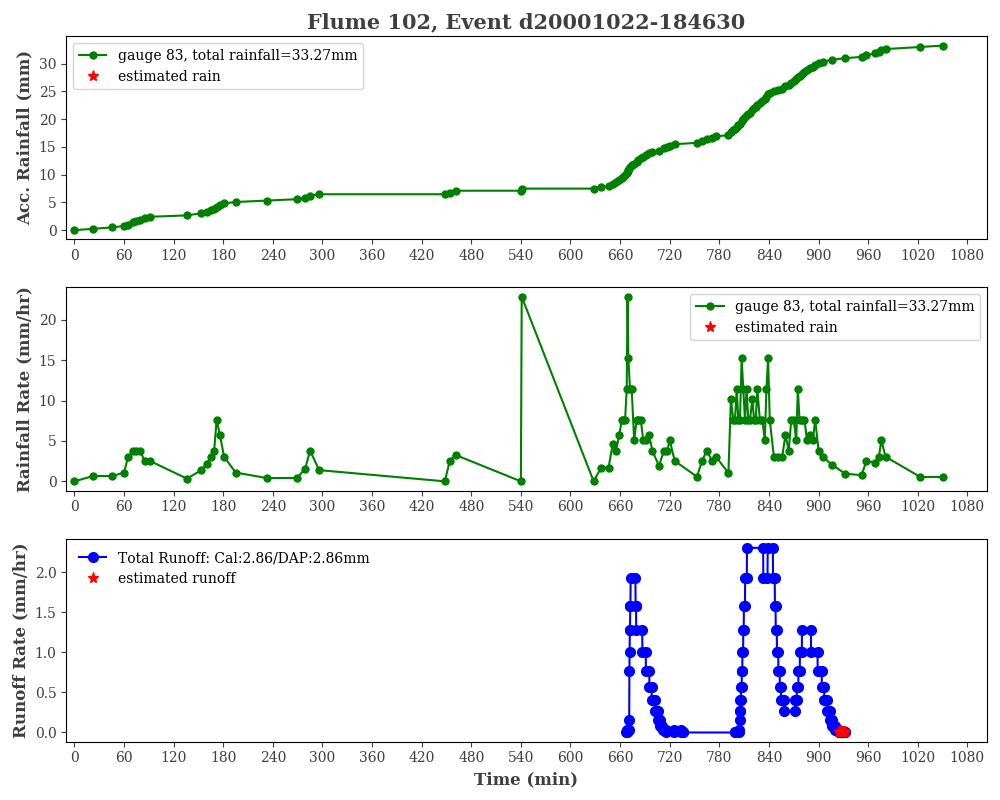 Flume 102, Event d20001022-184630
Acc. Rainfall (mm)
gauge 83, total rainfall=33.27mm
estimated rain
30
25
20
15
10
5
0
0 60 120 180 240 300 360 420 480 540 600 660 720 780 840 900 960 1020 1080
Rainfall Rate (mm/hr)
gauge 83, total rainfall=33.27mm
estimated rain
20
15
10
5
0
0 60 120 180 240 300 360 420 480 540 600 660 720 780 840 900 960 1020 1080
Runoff Rate (mm/hr)
Total Runoff: Cal:2.86/DAP:2.86mm
estimated runoff
2.0
1.5
1.0
0.5
0.0
0 60 120 180 240 300 360 420 480 540 600 660 720 780 840 900 960 1020 1080
Time (min)